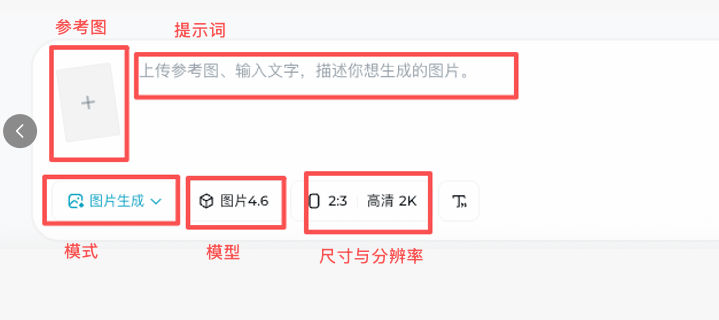 参考图
提示词
上传参考图、输入文字，描述你想生成的图片。
图片生成
图片4.6
2:3
高清 2K
模式
模型
尺寸与分辨率